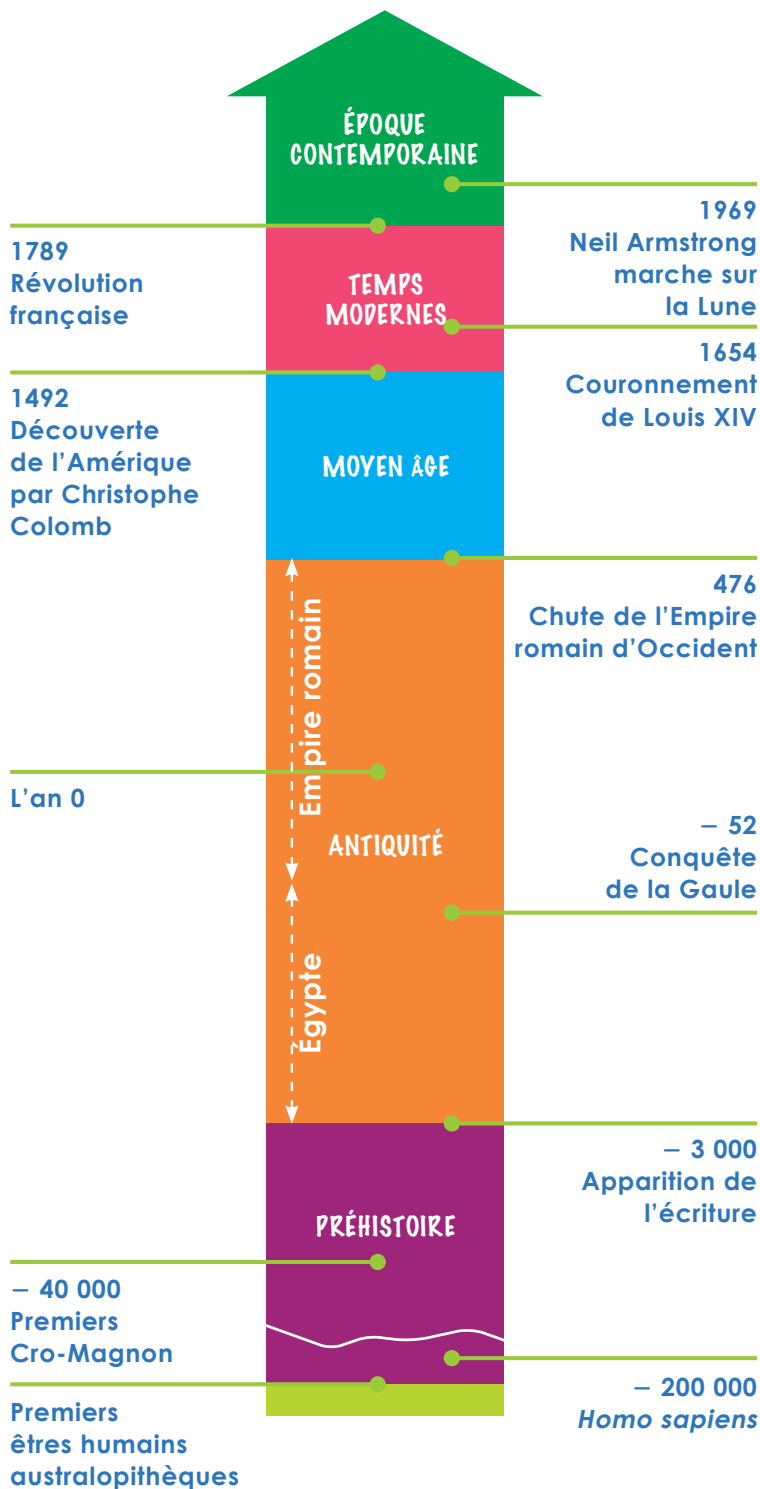 ÉPOQUE
CONTEMPORAINE
1969
Neil Armstrong
marche sur
la Lune
1789
Révolution
française
TEMPS
MODERNES
1654
Couronnement
de Louis XIV
1492
Découverte
de l'Amérique
par Christophe
Colomb
MOYEN ÂGE
476
Chute de l'Empire
romain d'Occident
Empire romain
L'an 0
ANTIQUITÉ
– 52
Conquête
de la Gaule
Égypte
– 3 000
Apparition de
l'écriture
PRÉHISTOIRE
– 40 000
Premiers
Cro-Magnon
– 200 000
Homo sapiens
Premiers
êtres humains
australopithèques